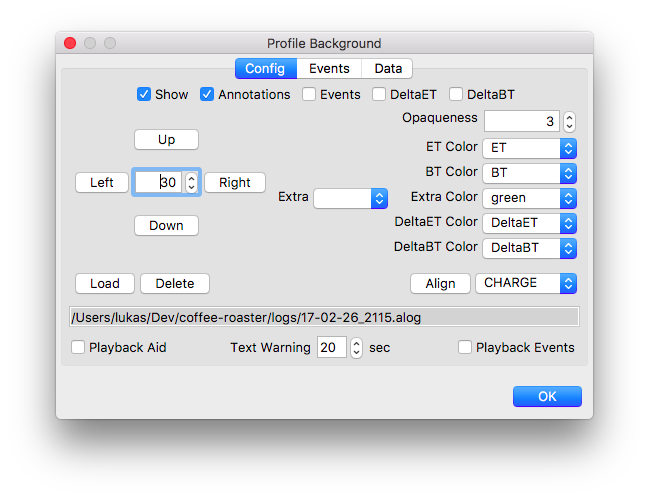 Profile Background
Config Events Data
Show Annotations Events DeltaET DeltaBT
Opaqueness 3
Up
ET Color ET
BT Color BT
Left 30 Right
Extra Extra Color green
Down
DeltaET Color DeltaET
DeltaBT Color DeltaBT
Load Delete Align CHARGE
/Users/lukas/Dev/coffee-roaster/logs/17-02-26_2115.alog
Playback Aid Text Warning 20 sec Playback Events
OK